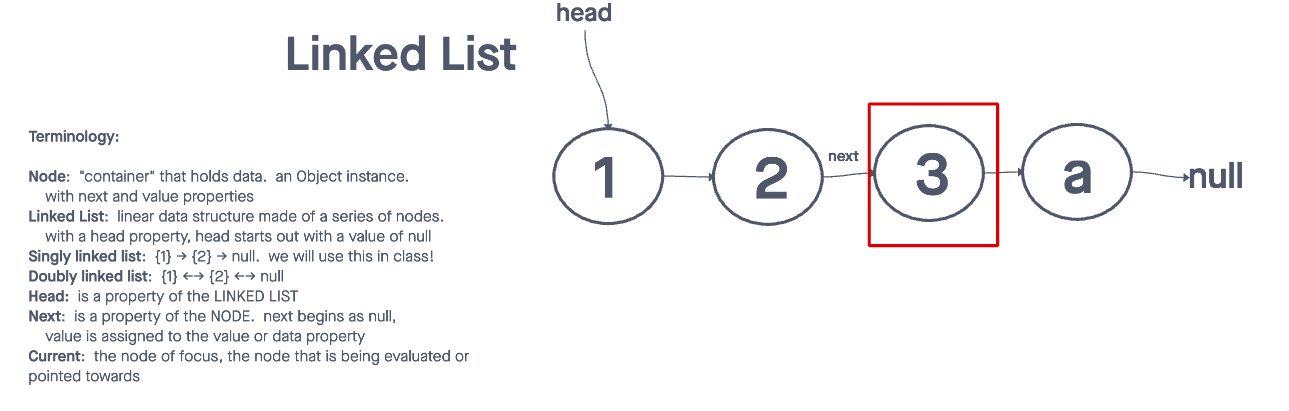 head
Linked List
Terminology:
Node: "container" that holds data. an Object instance.
with next and value properties
Linked List: linear data structure made of a series of nodes.
with a head property, head starts out with a value of null
Singly linked list: {1} → {2} → null. we will use this in class!
Doubly linked list: {1} ←→ {2} ←→ null
Head: is a property of the LINKED LIST
Next: is a property of the NODE. next begins as null,
value is assigned to the value or data property
Current: the node of focus, the node that is being evaluated or
pointed towards
1
2
next
3
a
null